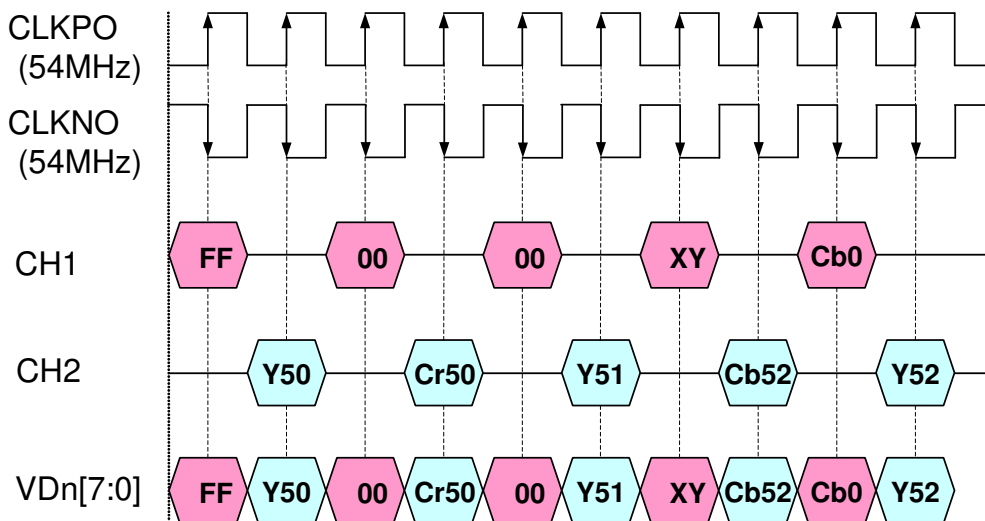 CLKPO
(54MHz)
CLKNO
(54MHz)
CH1 FF 00 00 XY Cb0
CH2 Y50 Cr50 Y51 Cb52 Y52
VDn[7:0] FF Y50 00 Cr50 00 Y51 XY Cb52 Cb0 Y52